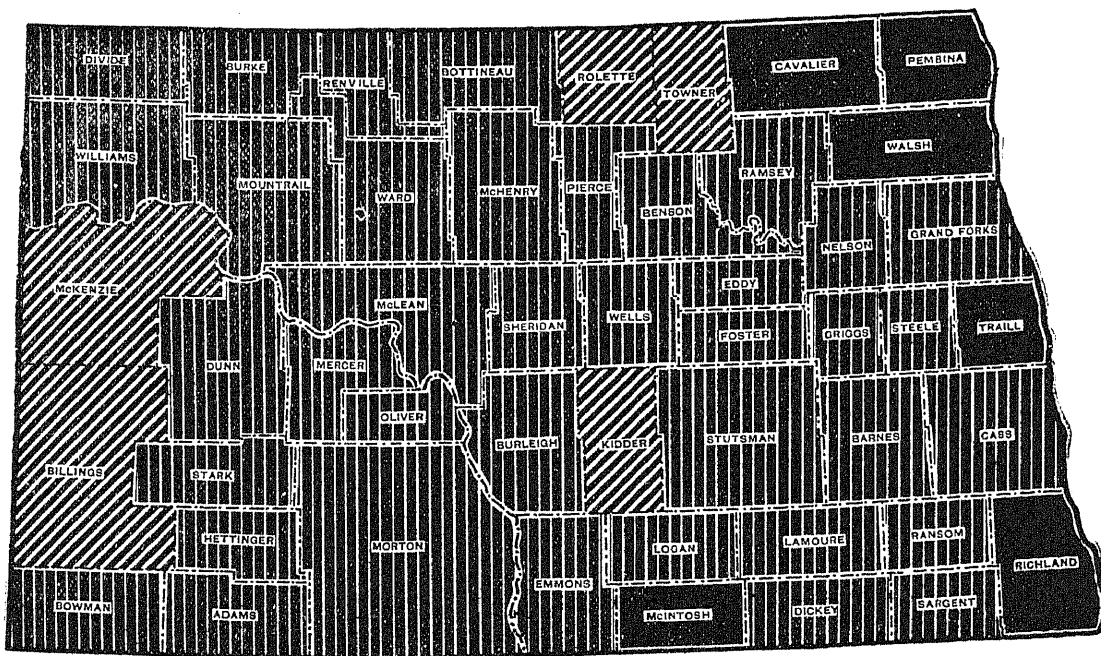 DIVIDE
BURKE
RENVILLE
BOTTINEAU
ROLETTE
TOWNER
CAVALIER
PEMBINA
WILLIAMS
MOUNTRAIL
WARD
McHENRY
PIERCE
BENSON
RAMSEY
WALSH
NELSON
GRAND FORKS
McKENZIE
McLEAN
SHERIDAN
WELLS
EDDY
FOSTER
GRIGGS
STEELE
TRAILL
DUNN
MERCER
OLIVER
BURLEIGH
KIDDER
STUTSMAN
BARNES
CASS
BILLINGS
STARK
HETTINGER
MORTON
EMMONS
LOGAN
LAMOURE
RANSOM
RICHLAND
BOWMAN
ADAMS
McINTOSH
DICKEY
SARGENT